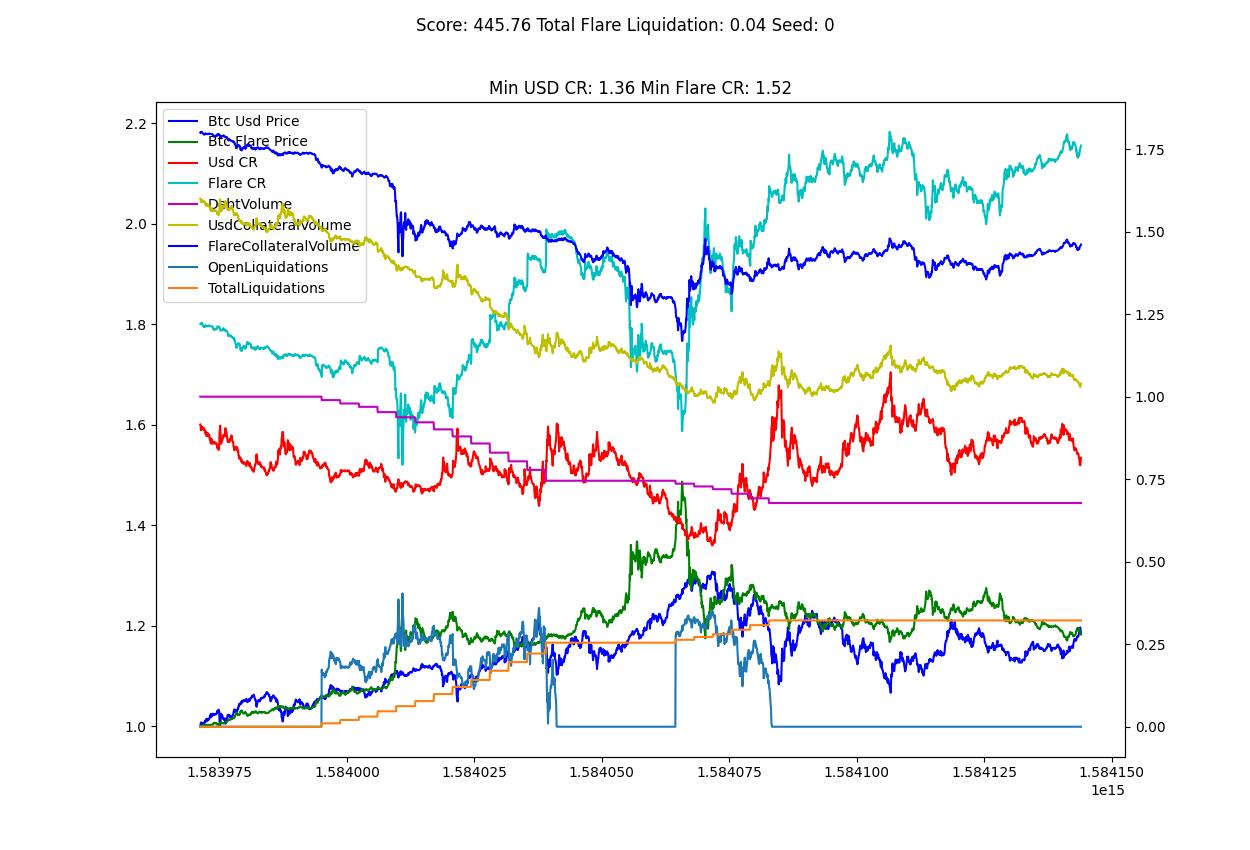 Score: 445.76 Total Flare Liquidation: 0.04 Seed: 0
Min USD CR: 1.36 Min Flare CR: 1.52
Btc Usd Price
Btc Flare Price
Usd CR
Flare CR
DebtVolume
UsdCollateralVolume
FlareCollateralVolume
OpenLiquidations
TotalLiquidations
2.2
2.0
1.8
1.6
1.4
1.2
1.0
1.75
1.50
1.25
1.00
0.75
0.50
0.25
0.00
1.583975 1.584000 1.584025 1.584050 1.584075 1.584100 1.584125 1.584150
1e15